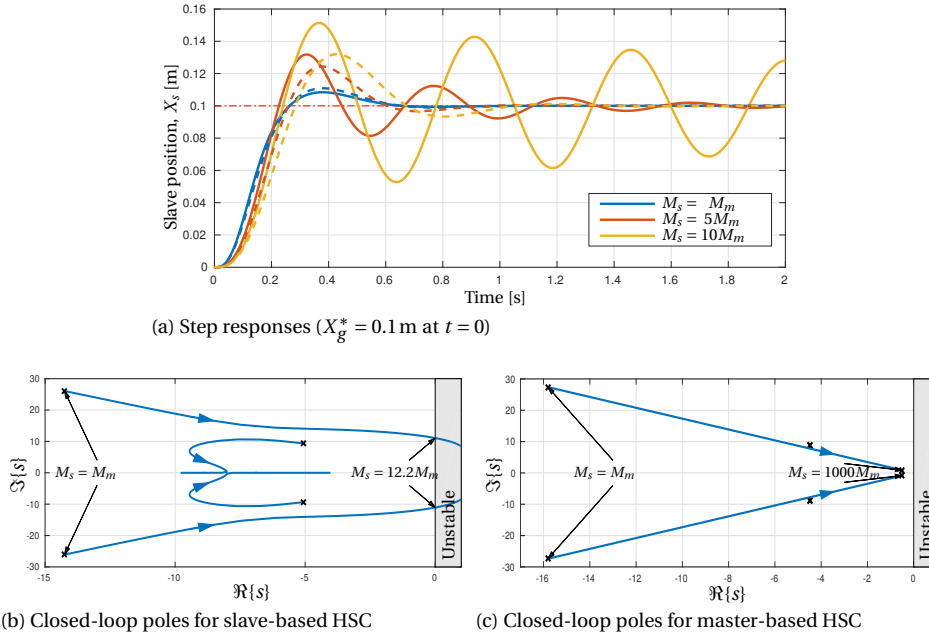 0.16
0.14
0.12
0.1
0.08
0.06
0.04
0.02
0
Slave position, X_s [m]
M_s = M_m
M_s = 5M_m
M_s = 10M_m
0 0.2 0.4 0.6 0.8 1 1.2 1.4 1.6 1.8 2
Time [s]
(a) Step responses (X_g^* = 0.1 m at t = 0)
30
20
10
0
-10
-20
-30
ℑ{s}
M_s = M_m
M_s = 12.2M_m
Unstable
-15 -10 -5 0
ℜ{s}
(b) Closed-loop poles for slave-based HSC
30
20
10
0
-10
-20
-30
ℑ{s}
M_s = M_m
M_s = 1000M_m
Unstable
-16 -14 -12 -10 -8 -6 -4 -2 0
ℜ{s}
(c) Closed-loop poles for master-based HSC